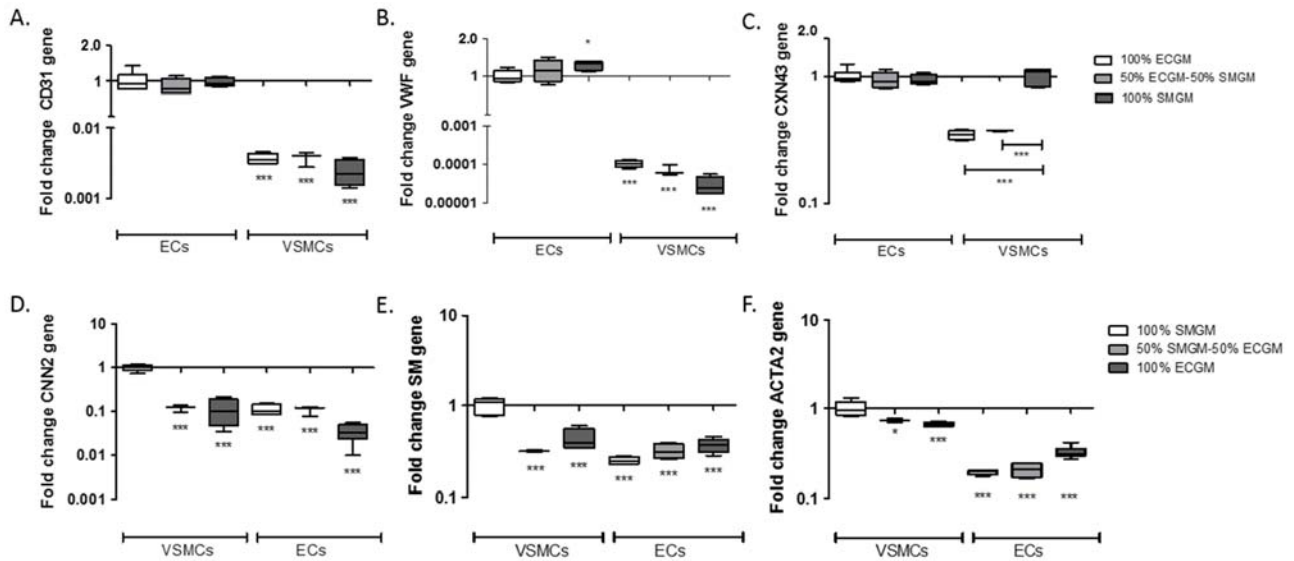 A.
Fold change CD31 gene
2.0
1
0.01
0.001
***
***
***
ECs
VSMCs
B.
Fold change VWF gene
2.0
1
0.001
0.0001
0.00001
*
***
***
***
ECs
VSMCs
C.
Fold change CXN43 gene
2.0
1
0.1
***
***
ECs
VSMCs
100% ECGM
50% ECGM-50% SMGM
100% SMGM
D.
Fold change CNN2 gene
10
1
0.1
0.01
0.001
***
***
***
***
***
VSMCs
ECs
E.
Fold change SM gene
1
0.1
***
***
***
***
***
VSMCs
ECs
F.
Fold change ACTA2 gene
10
1
0.1
*
***
***
***
***
VSMCs
ECs
100% SMGM
50% SMGM-50% ECGM
100% ECGM